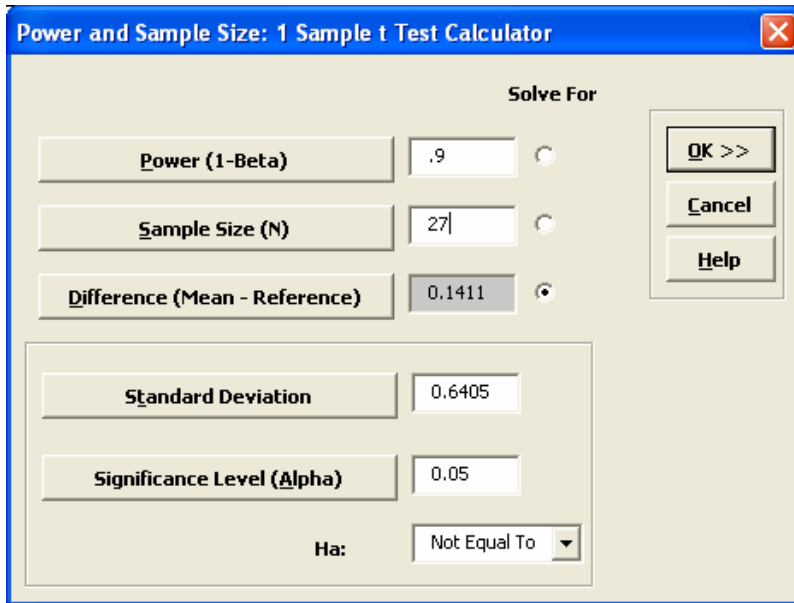 Power and Sample Size: 1 Sample t Test Calculator
Solve For
Power (1-Beta) .9
Sample Size (N) 27
Difference (Mean - Reference) 0.1411
OK >>
Cancel
Help
Standard Deviation 0.6405
Significance Level (Alpha) 0.05
Ha: Not Equal To